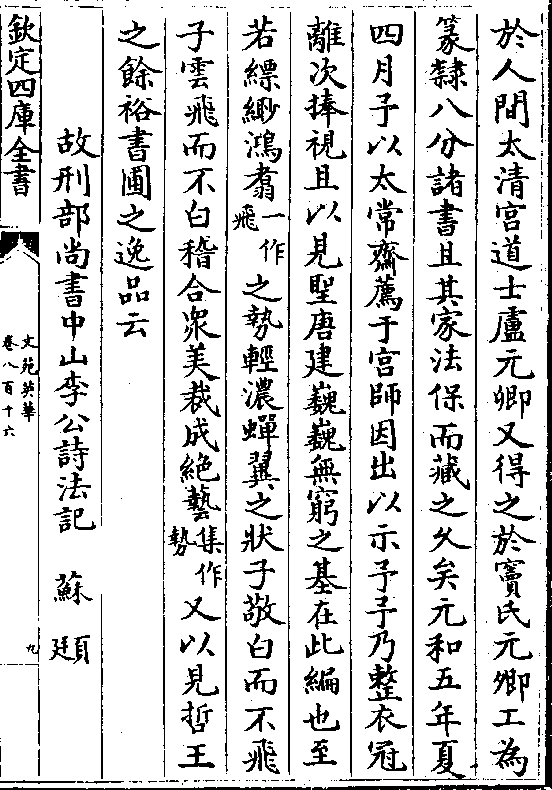 於人間太清宮道士盧元卿又得之於竇氏元卿工為
篆隸八分諸書且其家法保而藏之久矣元和五年夏
四月予以太常齋薦于宮師因出以示予予乃整衣冠
離次捧視且以見聖唐建巍巍無窮之基在此編也至
若縹緲鴻翥一作飛之勢輕濃蟬翼之狀子敬白而不飛
子雲飛而不白稽合衆美裁成絶藝集作勢又以見哲王
之餘裕書圃之逸品云
故刑部尚書中山李公詩法記 蘇頲
欽定四庫全書
文苑英華
卷八百十六
九